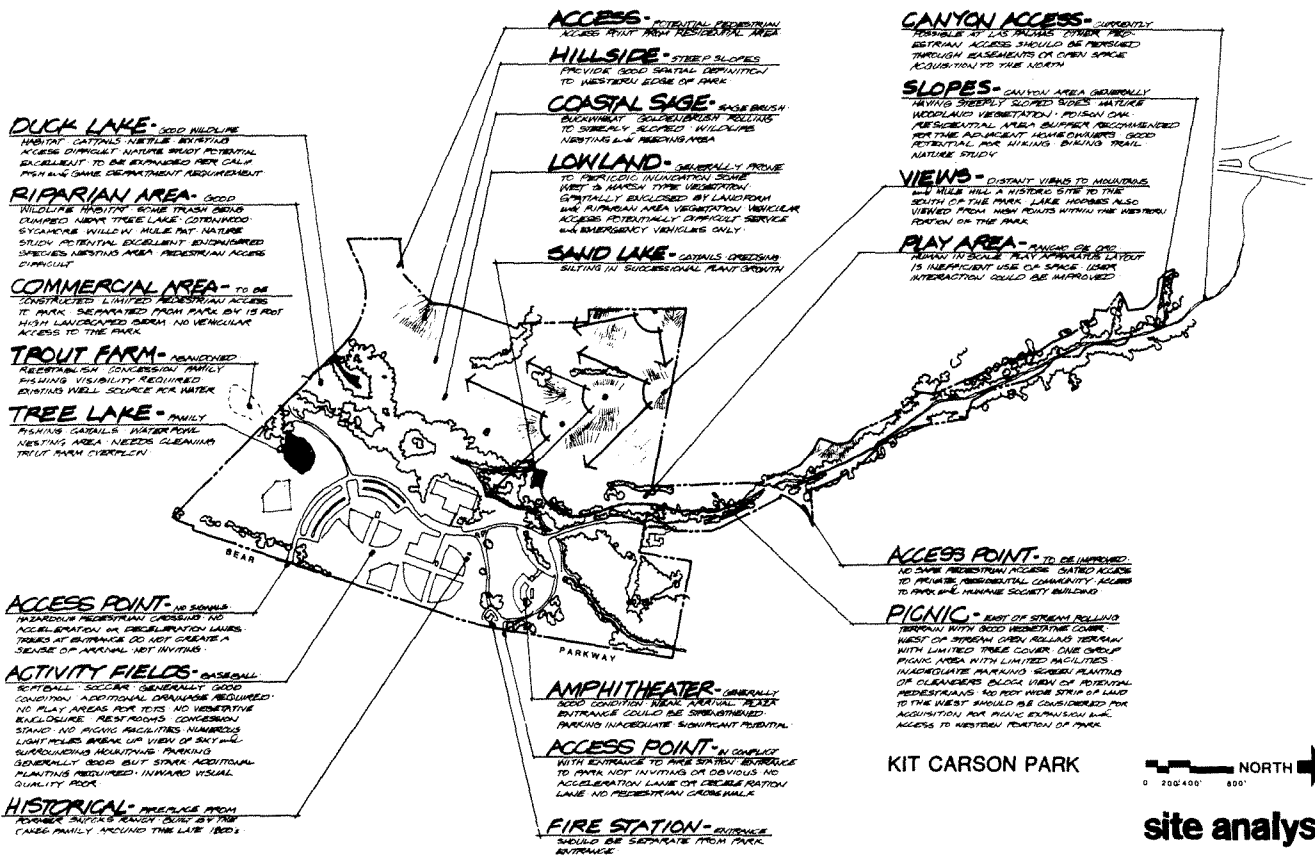 DUCK LAKE - GOOD WILDLIFE
HABITAT · CATTAILS · NETTLE · EXISTING
ACCESS DIFFICULT NATURE STUDY POTENTIAL
EXCELLENT · TO BE EXPANDED PER CALIF
FISH and GAME DEPARTMENT REQUIREMENT
RIPARIAN AREA - GOOD
WILDLIFE HABITAT · SOME TRASH BEING
DUMPED NEAR TREE LAKE · COTTONWOOD
SYCAMORE WILLOW · MULE FAT · NATURE
STUDY POTENTIAL EXCELLENT ENDANGERED
SPECIES NESTING AREA PEDESTRIAN ACCESS
DIFFICULT
COMMERCIAL AREA - TO BE
CONSTRUCTED LIMITED PEDESTRIAN ACCESS
TO PARK · SEPARATED FROM PARK BY 15 FOOT
HIGH LANDSCAPED BERM NO VEHICULAR
ACCESS TO THE PARK
TROUT FARM - ABANDONED
REESTABLISH · CONCESSION FAMILY
FISHING VISIBILITY REQUIRED
EXISTING WELL SOURCE FOR WATER
TREE LAKE - FAMILY
FISHING · CATTAILS · WATERFOWL
NESTING AREA · NEEDS CLEANING
TROUT FARM OVERFLOW
ACCESS POINT - NO SIGNALS
HAZARDOUS PEDESTRIAN CROSSING · NO
ACCELERATION OR DECELERATION LANES
TREES AT ENTRANCE DO NOT CREATE A
SENSE OF ARRIVAL · NOT INVITING
ACTIVITY FIELDS - BASEBALL
SOFTBALL · SOCCER · GENERALLY GOOD
CONDITION · ADDITIONAL DRAINAGE REQUIRED
NO PLAY AREAS FOR TOTS · NO VEGETATIVE
ENCLOSURE · RESTROOMS · CONCESSION
STAND · NO PICNIC FACILITIES · NUMEROUS
LIGHT POLES BREAK UP VIEW OF SKY and
SURROUNDING MOUNTAINS · PARKING
GENERALLY GOOD BUT STARK · ADDITIONAL
PLANTING REQUIRED · INWARD VISUAL
QUALITY POOR
HISTORICAL - FIREPLACE FROM
FORMER RANCH · BUILT BY THE
FAMILY AROUND THE LATE 1800's
ACCESS - POTENTIAL PEDESTRIAN
ACCESS POINT FROM RESIDENTIAL AREA
HILLSIDE - STEEP SLOPES
PROVIDE GOOD SPATIAL DEFINITION
TO WESTERN EDGE OF PARK
COASTAL SAGE - SAGE BRUSH
BUCKWHEAT GOLDENBRUSH ROLLING
TO STEEPLY SLOPED · WILDLIFE
NESTING and FEEDING AREA
LOWLAND - GENERALLY PRONE
TO PERIODIC INUNDATION SOME
WET to MARSH TYPE VEGETATION
SPATIALLY ENCLOSED BY LANDFORM
and RIPARIAN AREA VEGETATION VEHICULAR
ACCESS POTENTIALLY DIFFICULT SERVICE
and EMERGENCY VEHICLES ONLY
SAND LAKE - CATTAILS · DREDGING
SILTING IN SUCCESSIONAL PLANT GROWTH
BEAR
PARKWAY
AMPHITHEATER - GENERALLY
GOOD CONDITION WEAK ARRIVAL PLAZA
ENTRANCE COULD BE STRENGTHENED
PARKING INADEQUATE SIGNIFICANT POTENTIAL
ACCESS POINT - IN CONFLICT
WITH ENTRANCE TO FIRE STATION ENTRANCE
TO PARK NOT INVITING OR OBVIOUS NO
ACCELERATION LANE OR DECELERATION
LANE NO PEDESTRIAN CROSSWALK
FIRE STATION - ENTRANCE
SHOULD BE SEPARATE FROM PARK
ENTRANCE
CANYON ACCESS - CURRENTLY
POSSIBLE AT LAS PALMAS · OTHER PED-
ESTRIAN ACCESS SHOULD BE PERSUED
THROUGH EASEMENTS OR OPEN SPACE
ACQUISITION TO THE NORTH
SLOPES - CANYON AREA GENERALLY
HAVING STEEPLY SLOPED SIDES MATURE
WOODLAND VEGETATION · POISON OAK
RESIDENTIAL AREA BUFFER RECOMMENDED
FOR THE ADJACENT HOMEOWNERS · GOOD
POTENTIAL FOR HIKING · BIKING TRAIL
NATURE STUDY
VIEWS - DISTANT VIEWS TO MOUNTAINS
and MULE HILL A HISTORIC SITE TO THE
SOUTH OF THE PARK · LAKE HODGES ALSO
VIEWED FROM HIGH POINTS WITHIN THE WESTERN
PORTION OF THE PARK
PLAY AREA - RANCHO DE ORO
HUMAN IN SCALE PLAY APPARATUS LAYOUT
IS INEFFICIENT USE OF SPACE · USER
INTERACTION COULD BE IMPROVED
ACCESS POINT - TO BE IMPROVED
NO SAFE PEDESTRIAN ACCESS GATED ACCESS
TO PRIVATE RESIDENTIAL COMMUNITY · ACCESS
TO PARK and HUMANE SOCIETY BUILDING
PICNIC - EAST OF STREAM ROLLING
TERRAIN WITH GOOD VEGETATIVE COVER
WEST OF STREAM OPEN ROLLING TERRAIN
WITH LIMITED TREE COVER · ONE GROUP
PICNIC AREA WITH LIMITED FACILITIES
INADEQUATE PARKING · SCREEN PLANTING
OF OLEANDERS BLOCK VIEW OF POTENTIAL
PEDESTRIANS · FOOT WIDE STRIP OF LAND
TO THE WEST SHOULD BE CONSIDERED FOR
ACQUISITION FOR PICNIC EXPANSION and
ACCESS TO WESTERN PORTION OF PARK
KIT CARSON PARK
NORTH
0 200'400' 800'
site analys